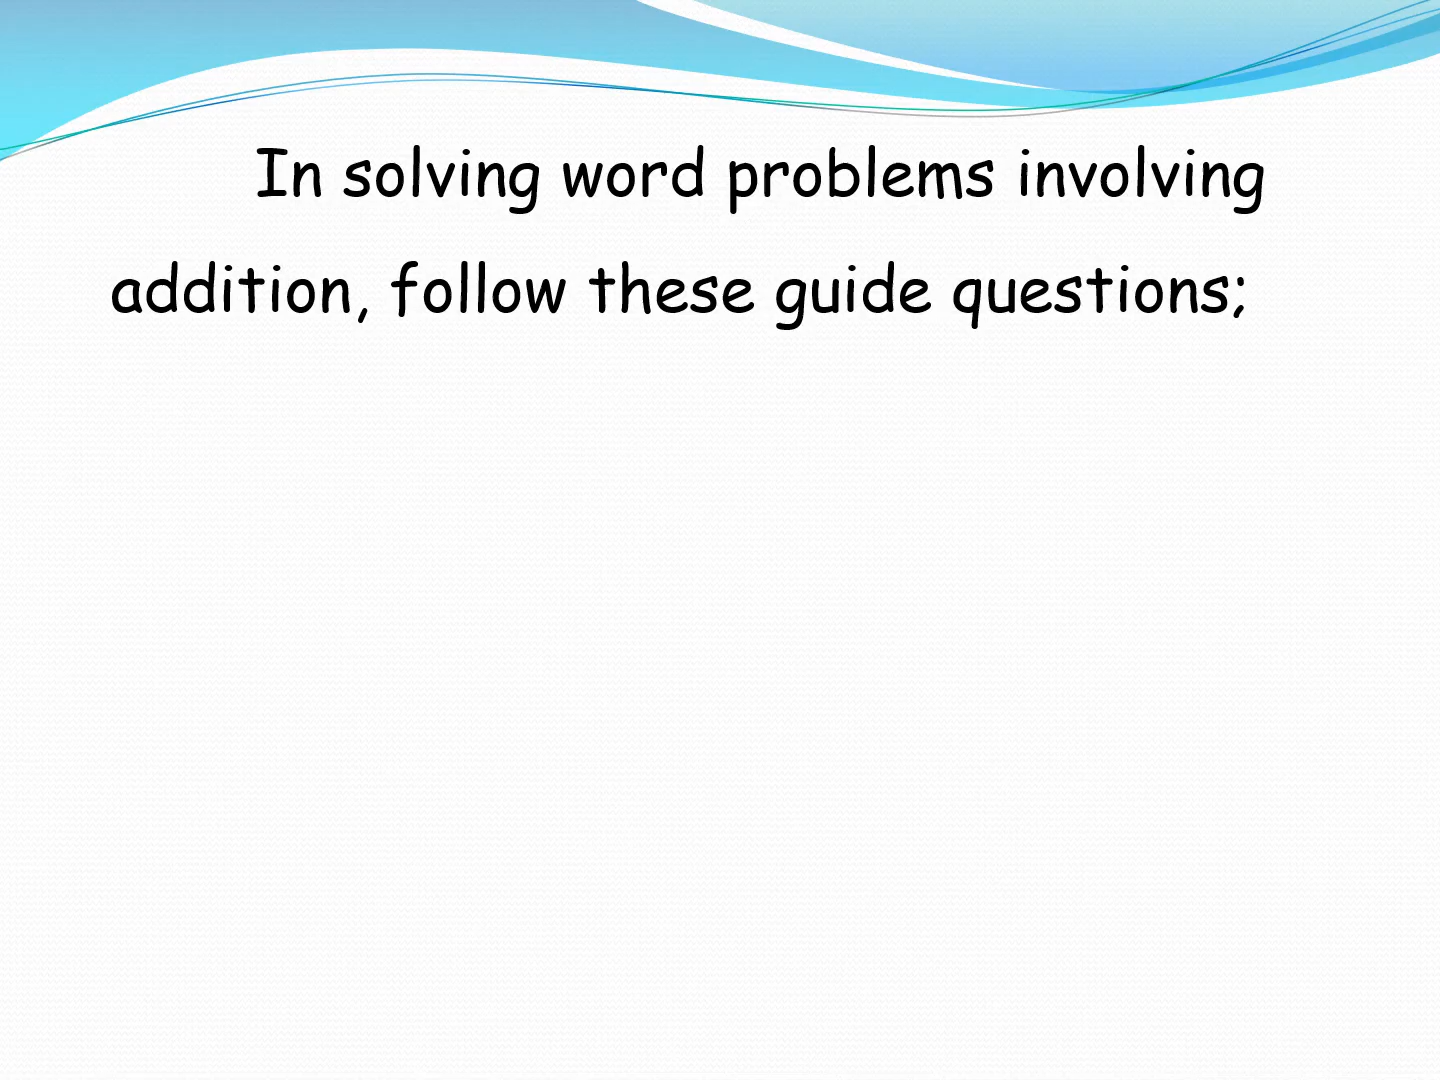 In solving word problems involving
addition, follow these guide questions;